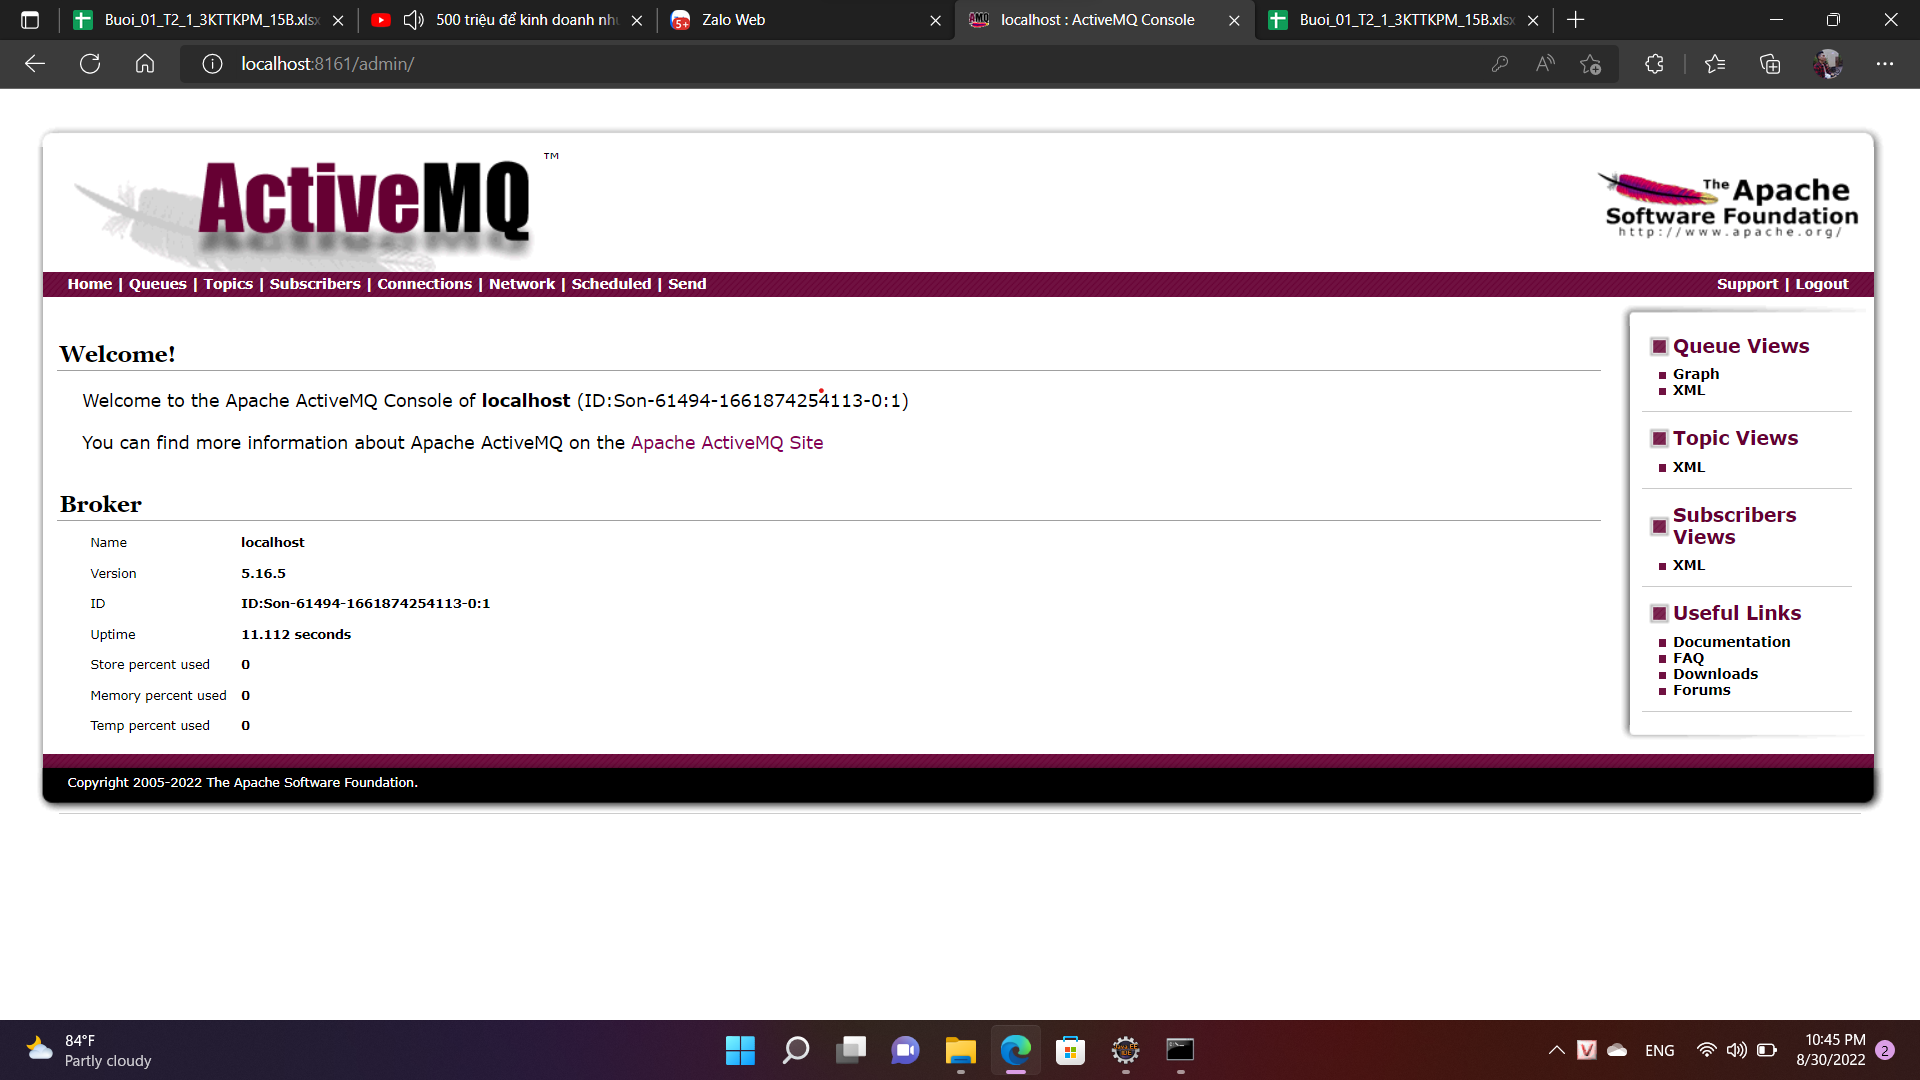 Buoi_01_T2_1_3KTTKPM_15B.xlsx
500 triệu để kinh doanh nh
Zalo Web
localhost : ActiveMQ Console
Buoi_01_T2_1_3KTTKPM_15B.xlsx
localhost:8161/admin/
ActiveMQ ™
The Apache
Software Foundation
http://www.apache.org/
Home | Queues | Topics | Subscribers | Connections | Network | Scheduled | Send
Support | Logout
Welcome!
Welcome to the Apache ActiveMQ Console of localhost (ID:Son-61494-1661874254113-0:1)
You can find more information about Apache ActiveMQ on the Apache ActiveMQ Site
Broker
Name localhost
Version 5.16.5
ID ID:Son-61494-1661874254113-0:1
Uptime 11.112 seconds
Store percent used 0
Memory percent used 0
Temp percent used 0
Queue Views
Graph
XML
Topic Views
XML
Subscribers
Views
XML
Useful Links
Documentation
FAQ
Downloads
Forums
Copyright 2005-2022 The Apache Software Foundation.
84°F
Partly cloudy
ENG
10:45 PM
8/30/2022
2